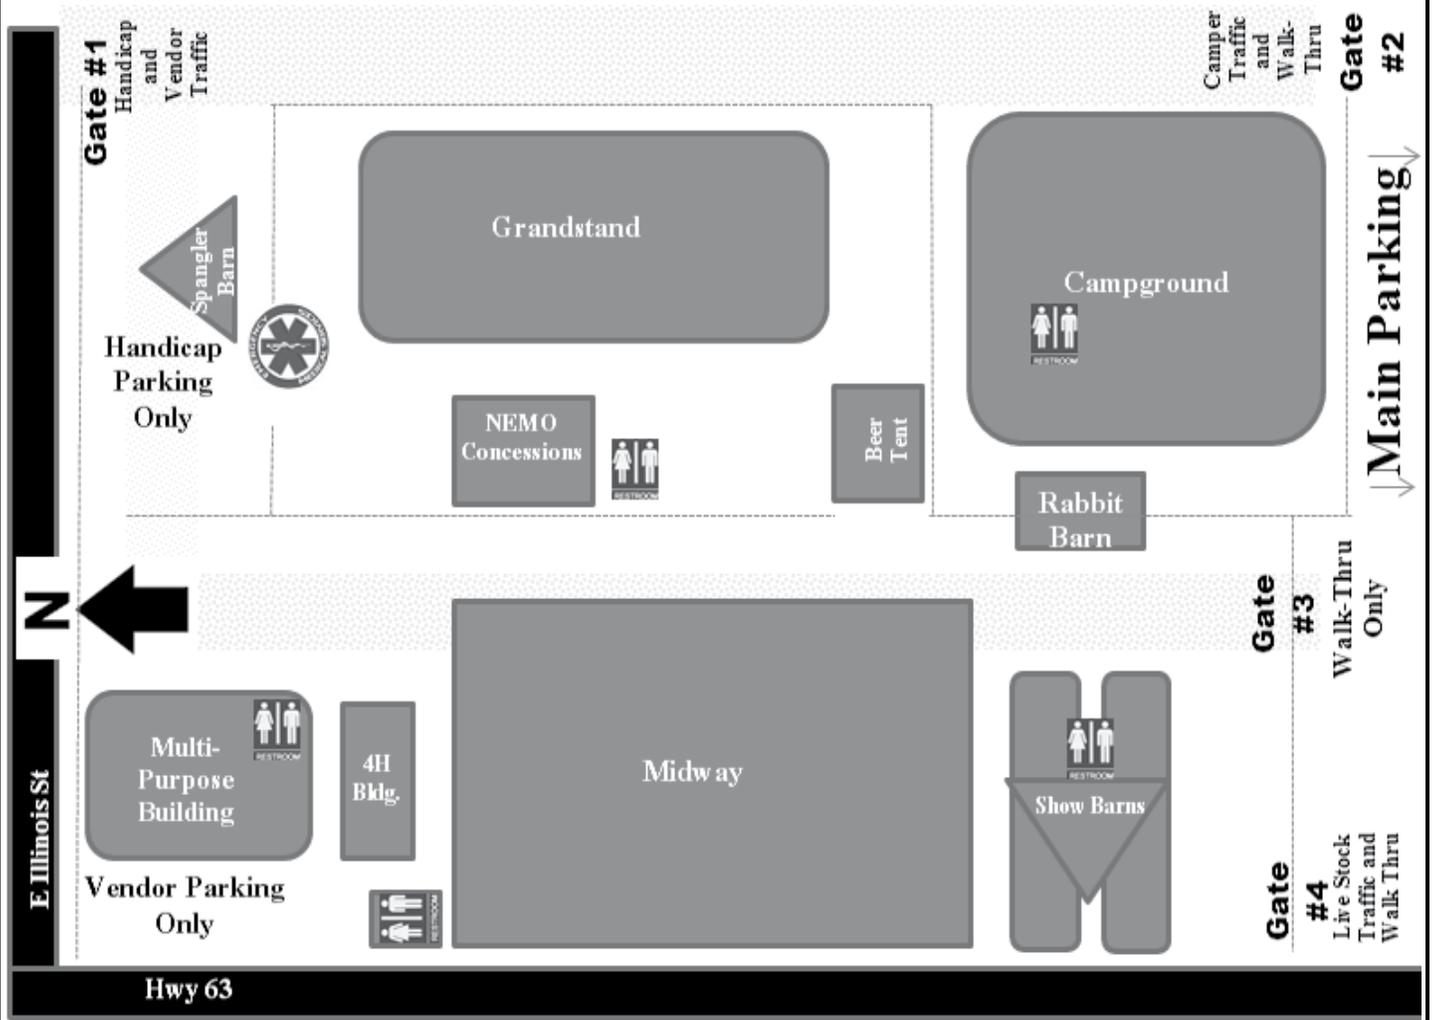 Gate #1
Handicap
and
Vendor
Traffic
Camper
Traffic
and
Walk-
Thru
Gate
#2
Grandstand
Spangler
Barn
Campground
RESTROOM
Main Parking
Handicap
Parking
Only
EMERGENCY
MEDICAL SERVICES
NEMO
Concessions
RESTROOM
Beer
Tent
Rabbit
Barn
N
Gate
#3
Walk-Thru
Only
Multi-
Purpose
Building
RESTROOM
4H
Bldg.
Midway
RESTROOM
Show Barns
E Illinois St
Vendor Parking
Only
RESTROOM
Gate
#4
Live Stock
Traffic and
Walk Thru
Hwy 63